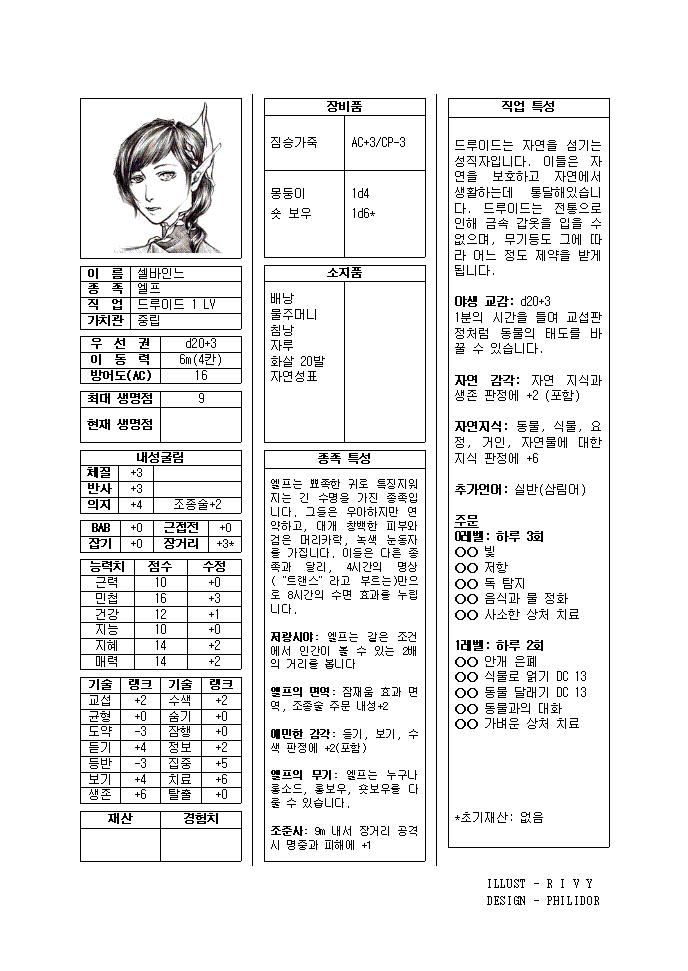 이 름 셀바인느
종 족 엘프
직 업 드루이드 1 LV
가치관 중립
우 선 권 d20+3
이 동 력 6m(4칸)
방어도(AC) 16
최대 생명점 9
현재 생명점
내성굴림
체질 +3
반사 +3
의지 +4 조종술+2
BAB +0 근접전 +0
잡기 +0 장거리 +3*
능력치 점수 수정
근력 10 +0
민첩 16 +3
건강 12 +1
지능 10 +0
지혜 14 +2
매력 14 +2
기술 랭크 기술 랭크
교섭 +2 수색 +2
균형 +0 숨기 +0
도약 -3 잠행 +0
듣기 +4 정보 +2
등반 -3 집중 +5
보기 +4 치료 +6
생존 +6 탈출 +0
재산 경험치
장비품
짐승가죽 AC+3/CP-3
몽둥이 1d4
숏 보우 1d6*
소지품
배낭
물주머니
침낭
자루
화살 20발
자연성표
종족 특성
엘프는 뾰족한 귀로 특징지워
지는 긴 수명을 가진 종족입
니다. 그들은 우아하지만 연
약하고, 대개 창백한 피부와
검은 머리카락, 녹색 눈동자
를 가집니다. 이들은 다른 종
족과 달리, 4시간의 명상
( "트랜스" 라고 부르는)만으
로 8시간의 수면 효과를 누립
니다.
저광시야: 엘프는 같은 조건
에서 인간이 볼 수 있는 2배
의 거리를 봅니다
엘프의 면역: 잠재움 효과 면
역, 조종술 주문 내성+2
예민한 감각: 듣기, 보기, 수
색 판정에 +2(포함)
엘프의 무기: 엘프는 누구나
롱소드, 롱보우, 숏보우를 다
룰 수 있습니다.
조준사: 9m 내서 장거리 공격
시 명중과 피해에 +1
직업 특성
드루이드는 자연을 섬기는
성직자입니다. 이들은 자
연을 보호하고 자연에서
생활하는데 통달해있습니
다. 드루이드는 전통으로
인해 금속 갑옷을 입을 수
없으며, 무기등도 그에 따
라 어느 정도 제약을 받게
됩니다.
야생 교감: d20+3
1분의 시간을 들여 교섭판
정처럼 동물의 태도를 바
꿀 수 있습니다.
자연 감각: 자연 지식과
생존 판정에 +2 (포함)
자연지식: 동물, 식물, 요
정, 거인, 자연물에 대한
지식 판정에 +6
추가언어: 실반(삼림어)
주문
0레벨: 하루 3회
○○ 빛
○○ 저항
○○ 독 탐지
○○ 음식과 물 정화
○○ 사소한 상처 치료
1레벨: 하루 2회
○○ 안개 은폐
○○ 식물로 얽기 DC 13
○○ 동물 달래기 DC 13
○○ 동물과의 대화
○○ 가벼운 상처 치료
*초기재산: 없음
ILLUST - R I V Y
DESIGN - PHILIDOR